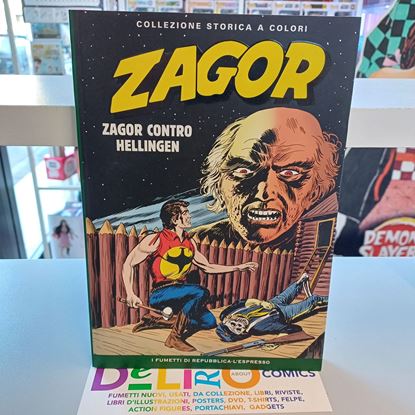 COLLEZIONE STORICA A COLORI
ZAGOR
ZAGOR CONTRO
HELLINGEN
I FUMETTI DI REPUBBLICA-L'ESPRESSO
DeLiRO ABOUT COMICS
FUMETTI NUOVI, USATI, DA COLLEZIONE, LIBRI, RIVISTE,
LIBRI D'ILLUSTRAZIONI, POSTERS, DVD, T-SHIRTS, FELPE,
ACTION FIGURES, PORTACHIAVI, GADGETS
DEMON
SLAYER